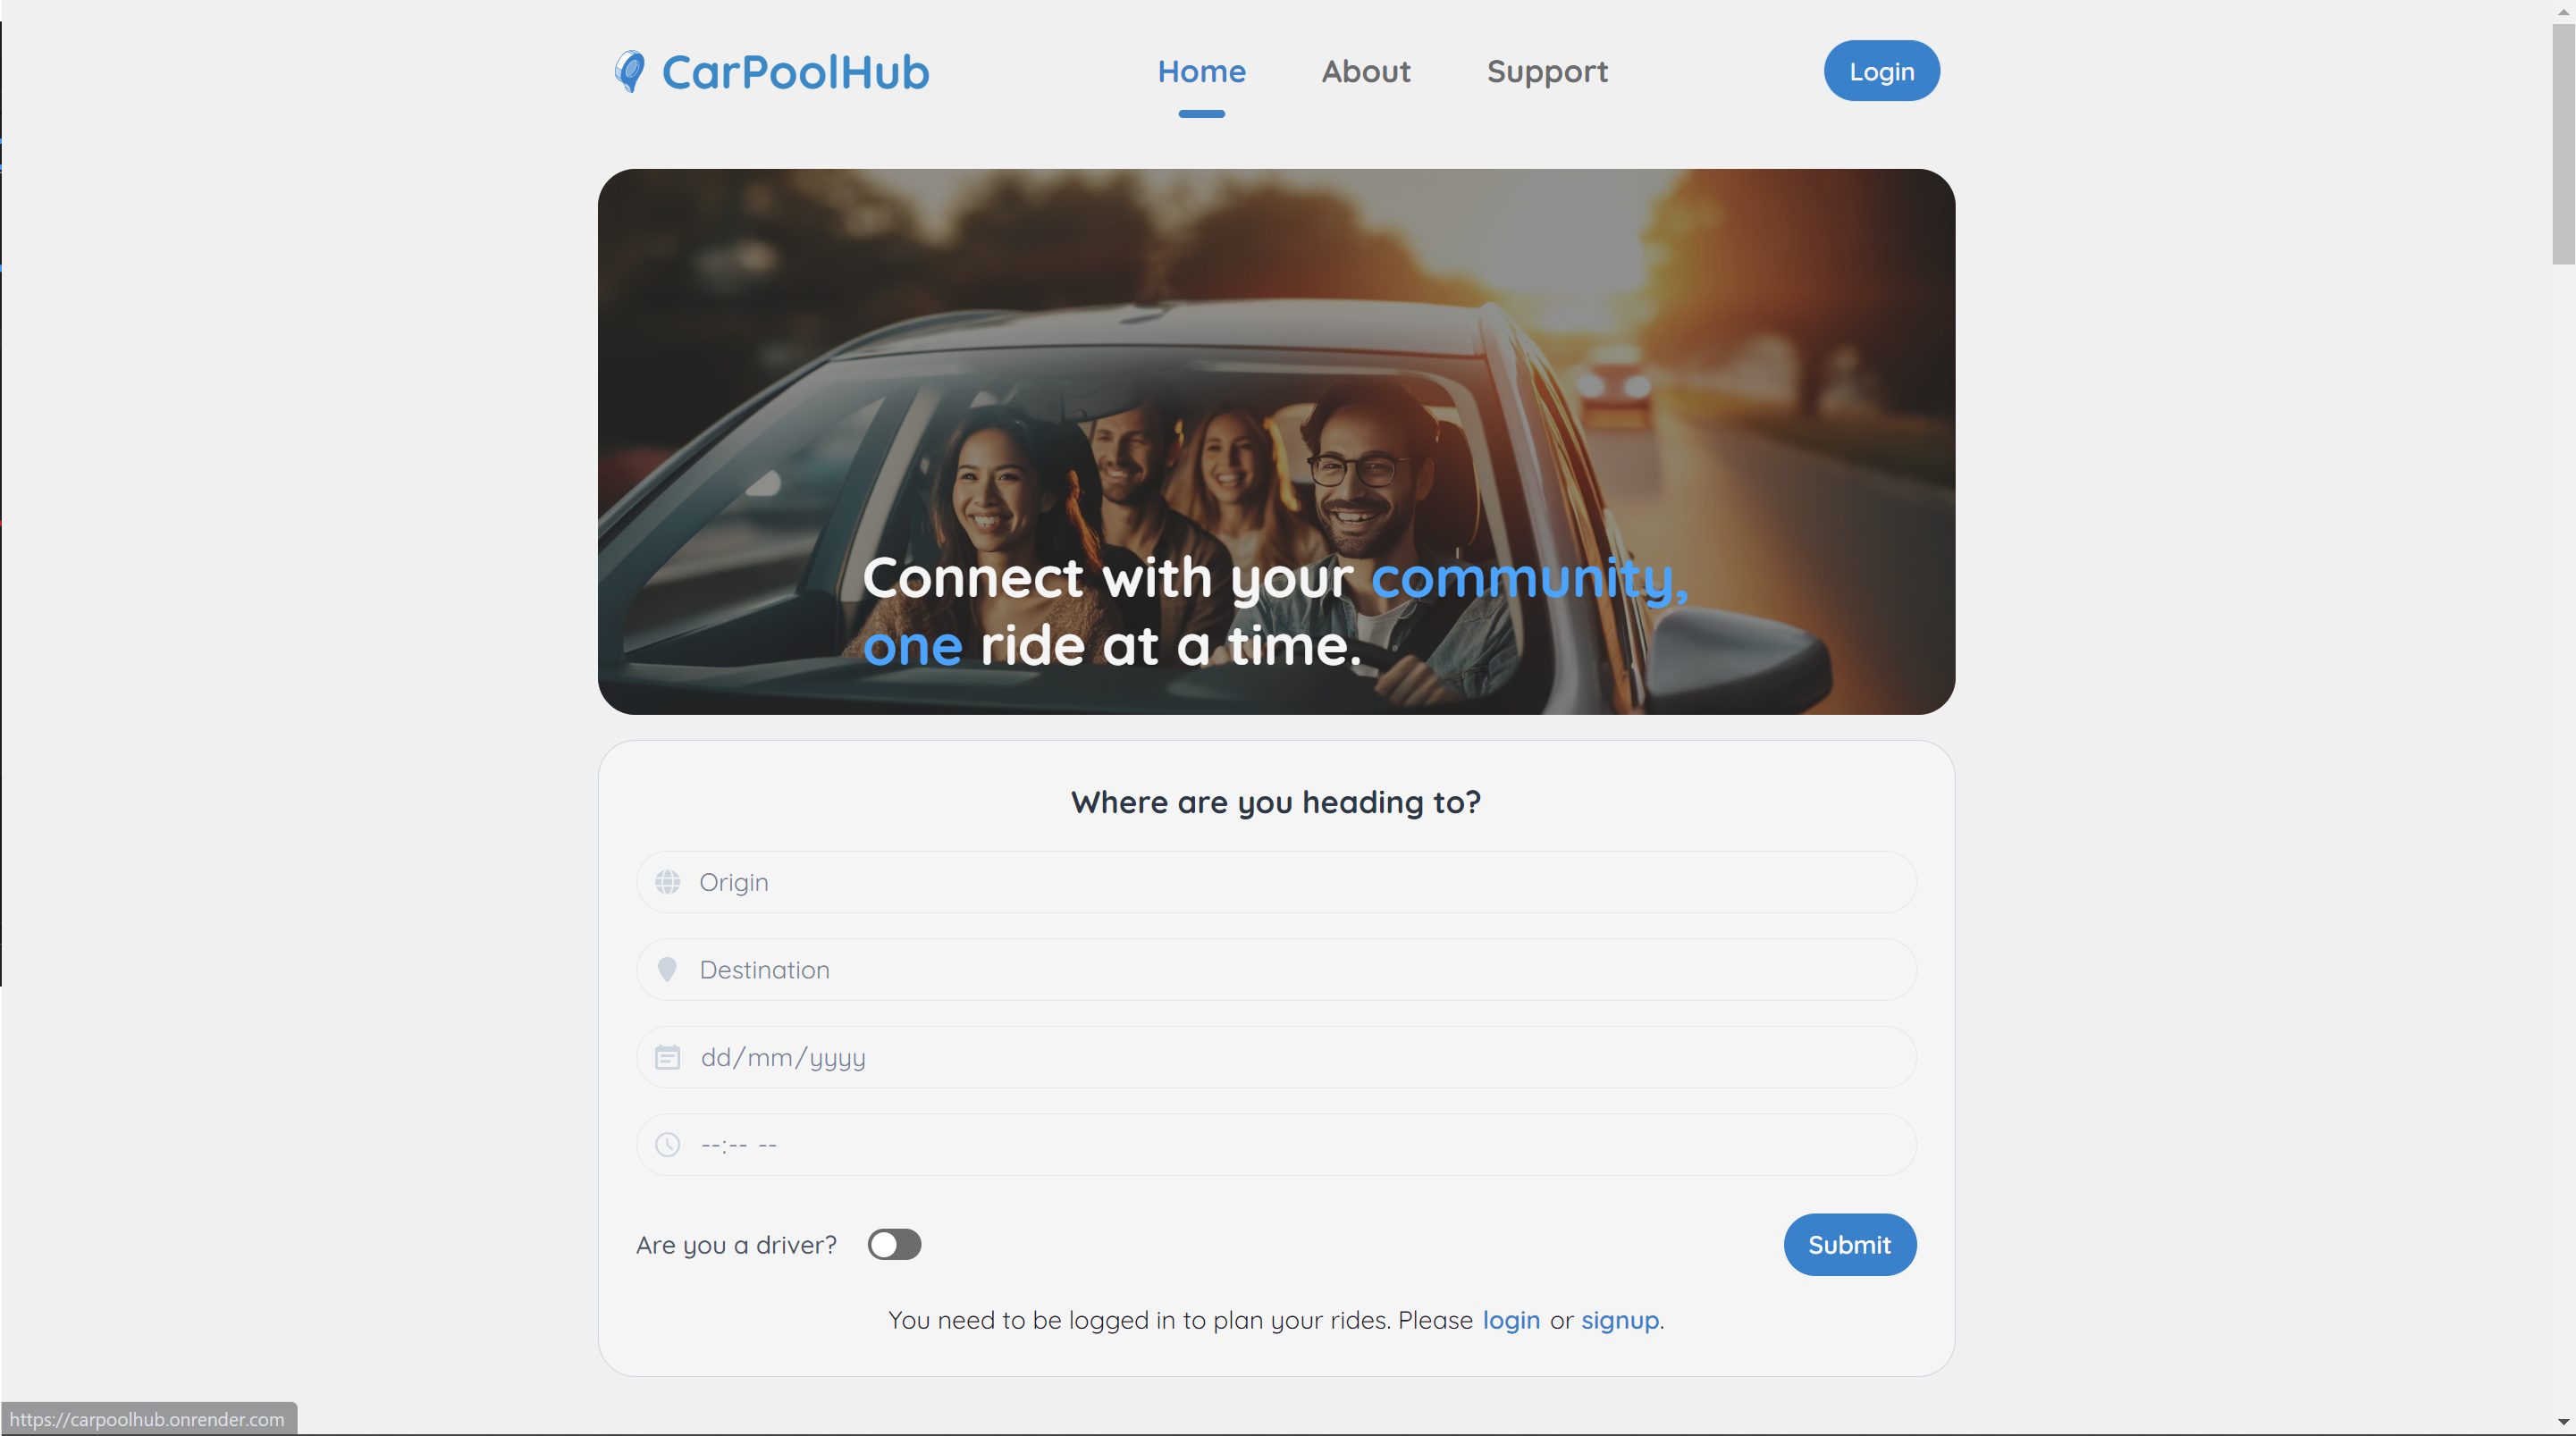 CarPoolHub
Home
About
Support
Login
Connect with your community,
one ride at a time.
Where are you heading to?
Origin
Destination
dd/mm/yyyy
--:-- --
Are you a driver?
Submit
You need to be logged in to plan your rides. Please login or signup.
https://carpoolhub.onrender.com